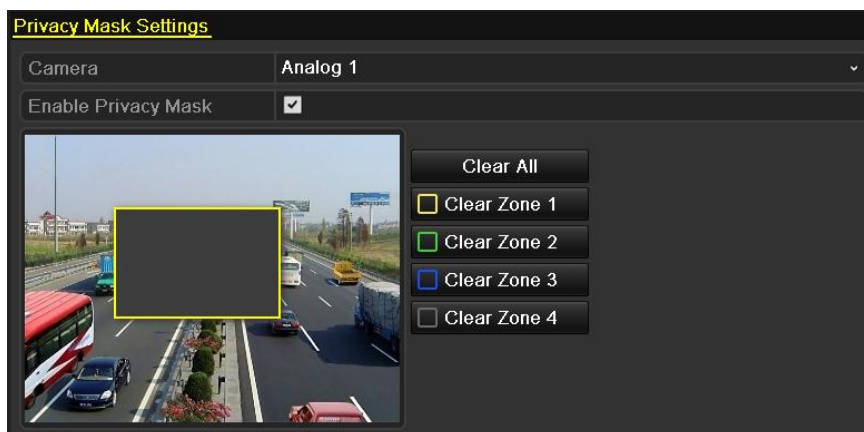 Privacy Mask Settings
Camera Analog 1
Enable Privacy Mask
Clear All
Clear Zone 1
Clear Zone 2
Clear Zone 3
Clear Zone 4